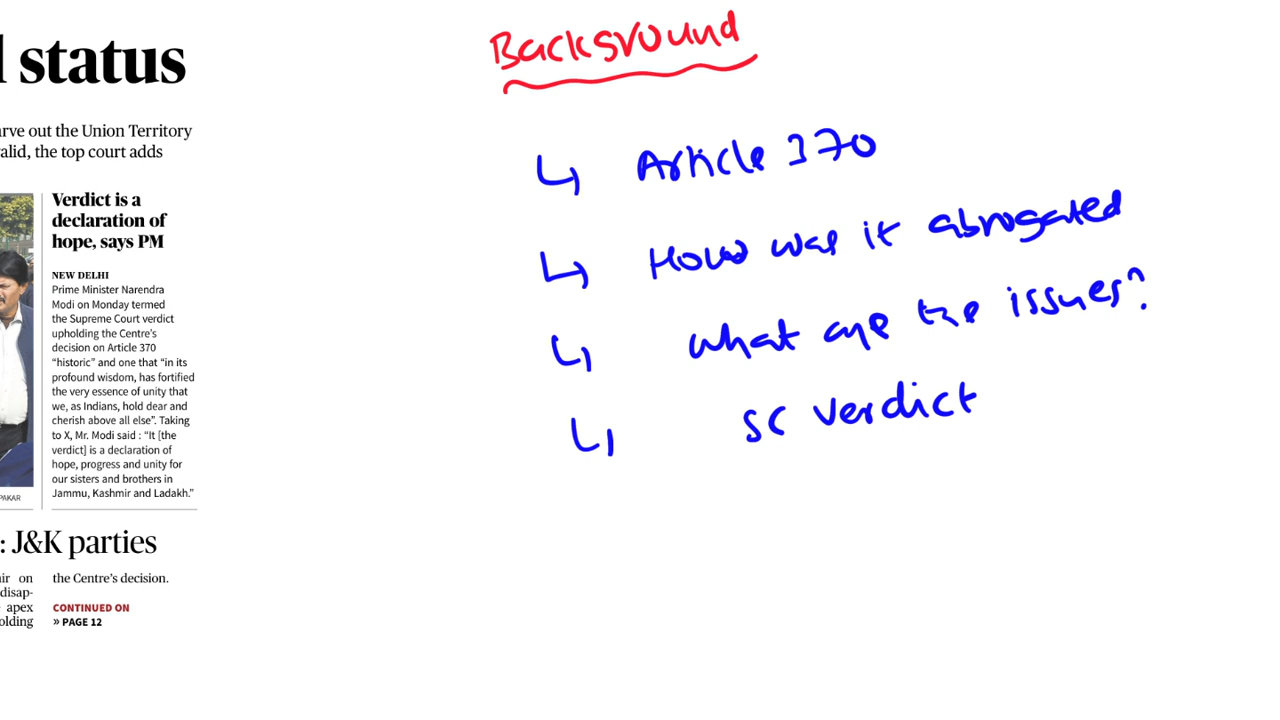 l status
arve out the Union Territory
valid, the top court adds
Verdict is a
declaration of
hope, says PM
NEW DELHI
Prime Minister Narendra
Modi on Monday termed
the Supreme Court verdict
upholding the Centre's
decision on Article 370
"historic" and one that "in its
profound wisdom, has fortified
the very essence of unity that
we, as Indians, hold dear and
cherish above all else". Taking
to X, Mr. Modi said : "It [the
verdict] is a declaration of
hope, progress and unity for
our sisters and brothers in
Jammu, Kashmir and Ladakh."
PAKAR
: J&K parties
air on
disap-
apex
olding
the Centre's decision.
CONTINUED ON
» PAGE 12
Background
↳ Article 370
↳ How was it abrogated
↳ What are the issues?
↳ SC verdict